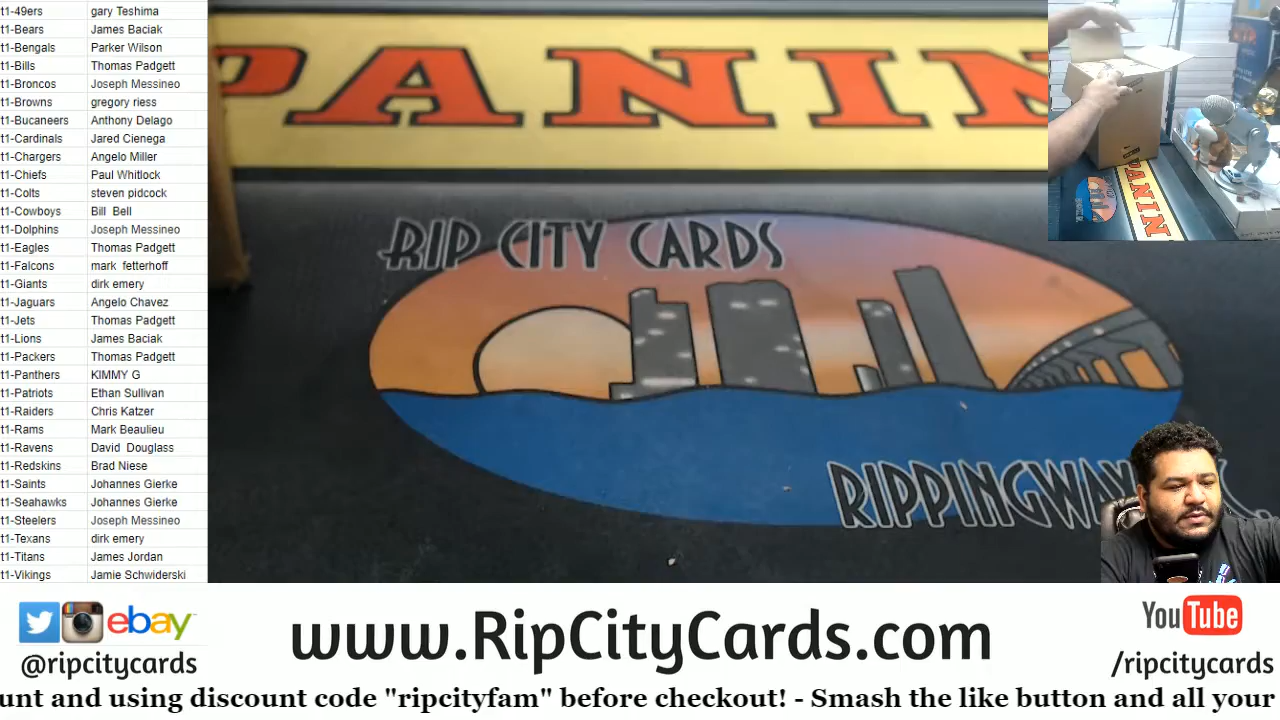 t1-49ers gary Teshima
t1-Bears James Baciak
t1-Bengals Parker Wilson
t1-Bills Thomas Padgett
t1-Broncos Joseph Messineo
t1-Browns gregory riess
t1-Bucaneers Anthony Delago
t1-Cardinals Jared Cienega
t1-Chargers Angelo Miller
t1-Chiefs Paul Whitlock
t1-Colts steven pidcock
t1-Cowboys Bill Bell
t1-Dolphins Joseph Messineo
t1-Eagles Thomas Padgett
t1-Falcons mark fetterhoff
t1-Giants dirk emery
t1-Jaguars Angelo Chavez
t1-Jets Thomas Padgett
t1-Lions James Baciak
t1-Packers Thomas Padgett
t1-Panthers KIMMY G
t1-Patriots Ethan Sullivan
t1-Raiders Chris Katzer
t1-Rams Mark Beaulieu
t1-Ravens David Douglass
t1-Redskins Brad Niese
t1-Saints Johannes Gierke
t1-Seahawks Johannes Gierke
t1-Steelers Joseph Messineo
t1-Texans dirk emery
t1-Titans James Jordan
t1-Vikings Jamie Schwiderski
PANIN
RIP CITY CARDS
RIPPINGWAX
PANINI
ebay
@ripcitycards
www.RipCityCards.com
YouTube
/ripcitycards
unt and using discount code "ripcityfam" before checkout! - Smash the like button and all your